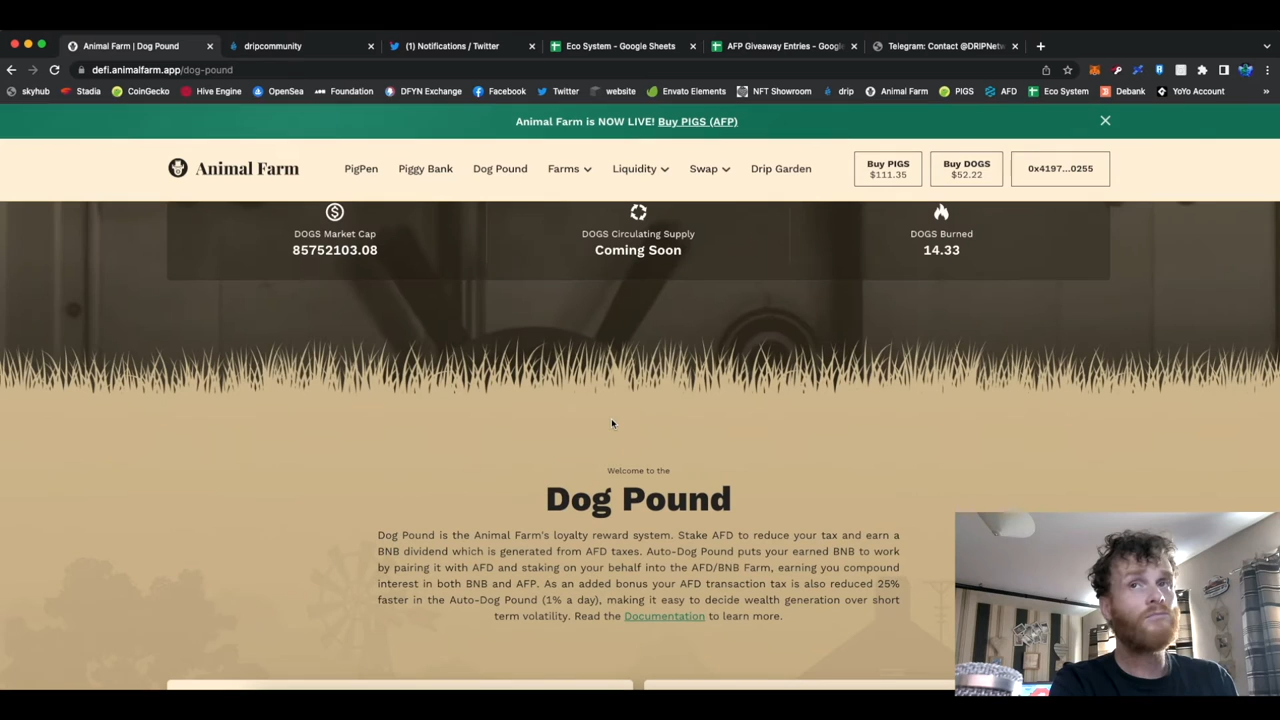 Animal Farm | Dog Pound
dripcommunity
(1) Notifications / Twitter
Eco System - Google Sheets
AFP Giveaway Entries - Googl
Telegram: Contact @DRIPNetw
defi.animalfarm.app/dog-pound
skyhub
Stadia
CoinGecko
Hive Engine
OpenSea
Foundation
DFYN Exchange
Facebook
Twitter
website
Envato Elements
NFT Showroom
drip
Animal Farm
PIGS
AFD
Eco System
Debank
YoYo Account
Animal Farm is NOW LIVE! Buy PIGS (AFP)
Animal Farm
PigPen
Piggy Bank
Dog Pound
Farms
Liquidity
Swap
Drip Garden
Buy PIGS
$111.35
Buy DOGS
$52.22
0x4197...0255
DOGS Market Cap
85752103.08
DOGS Circulating Supply
Coming Soon
DOGS Burned
14.33
Welcome to the
Dog Pound
Dog Pound is the Animal Farm's loyalty reward system. Stake AFD to reduce your tax and earn a
BNB dividend which is generated from AFD taxes. Auto-Dog Pound puts your earned BNB to work
by pairing it with AFD and staking on your behalf into the AFD/BNB Farm, earning you compound
interest in both BNB and AFP. As an added bonus your AFD transaction tax is also reduced 25%
faster in the Auto-Dog Pound (1% a day), making it easy to decide wealth generation over short
term volatility. Read the Documentation to learn more.